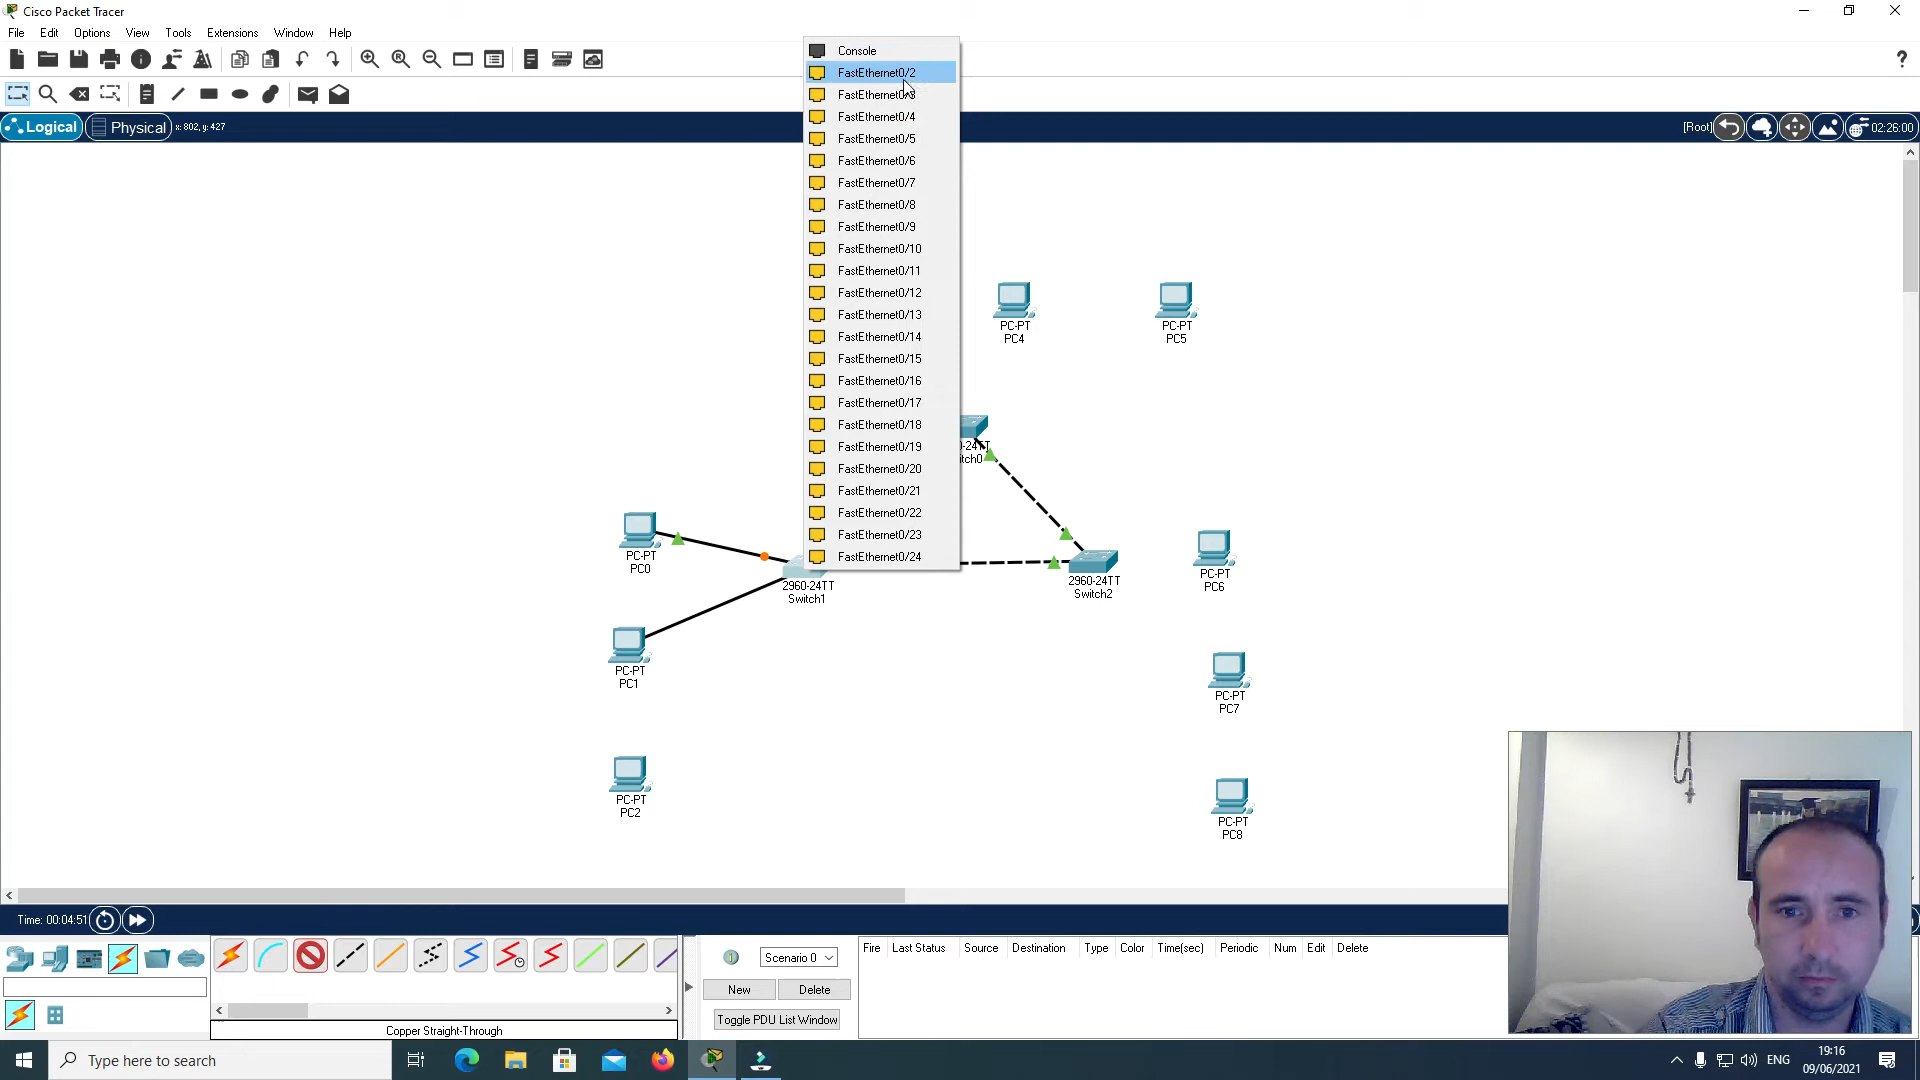 Cisco Packet Tracer
File Edit Options View Tools Extensions Window Help
?
Logical Physical x: 802, y: 427
[Root] 02:26:00
Console
FastEthernet0/2
FastEthernet0/3
FastEthernet0/4
FastEthernet0/5
FastEthernet0/6
FastEthernet0/7
FastEthernet0/8
FastEthernet0/9
FastEthernet0/10
FastEthernet0/11
FastEthernet0/12
FastEthernet0/13
FastEthernet0/14
FastEthernet0/15
FastEthernet0/16
FastEthernet0/17
FastEthernet0/18
FastEthernet0/19
FastEthernet0/20
FastEthernet0/21
FastEthernet0/22
FastEthernet0/23
FastEthernet0/24
PC-PT
PC4
PC-PT
PC5
0-24TT
itch0
PC-PT
PC0
2960-24TT
Switch1
2960-24TT
Switch2
PC-PT
PC6
PC-PT
PC1
PC-PT
PC7
PC-PT
PC2
PC-PT
PC8
Time: 00:04:51
Scenario 0
New Delete
Toggle PDU List Window
Fire Last Status Source Destination Type Color Time(sec) Periodic Num Edit Delete
Copper Straight-Through
Type here to search
ENG
19:16
09/06/2021